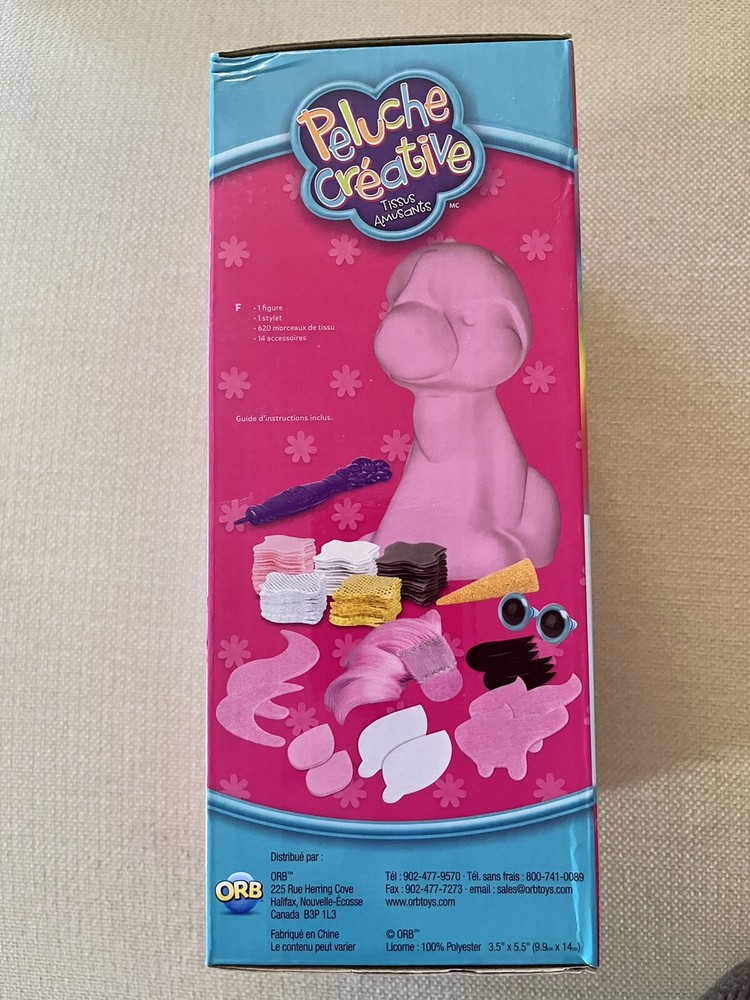 Peluche
Créative
Tissus
Amusants
MC
F
- 1 figure
- 1 stylet
- 620 morceaux de tissu
- 14 accessoires
Guide d'instructions inclus.
Distribué par :
ORB
ORB™
225 Rue Herring Cove
Halifax, Nouvelle-Écosse
Canada B3P 1L3
Tél : 902-477-9570 · Tél. sans frais : 800-741-0089
Fax : 902-477-7273 · email : sales@orbtoys.com
www.orbtoys.com
Fabriqué en Chine
Le contenu peut varier
© ORB™
Licorne : 100% Polyester 3.5" x 5.5" (9.9cm x 14cm)